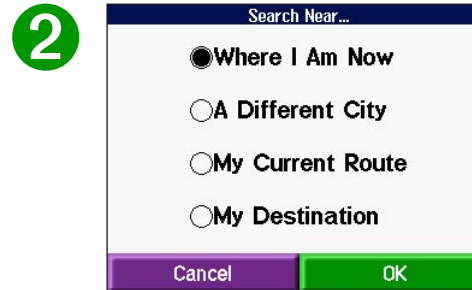 2
Search Near...
Where I Am Now
A Different City
My Current Route
My Destination
Cancel OK